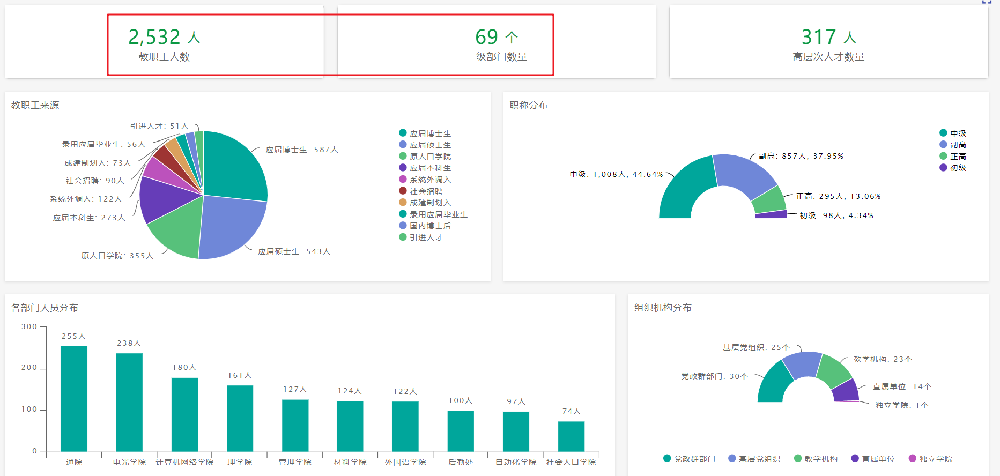 2,532 人
教职工人数
69 个
一级部门数量
317 人
高层次人才数量
教职工来源
引进人才: 51人
录用应届毕业生: 56人
成建制划入: 73人
社会招聘: 90人
系统外调入: 122人
应届本科生: 273人
原人口学院: 355人
应届博士生: 587人
应届硕士生: 543人
应届博士生
应届硕士生
原人口学院
应届本科生
系统外调入
社会招聘
成建制划入
录用应届毕业生
国内博士后
引进人才
职称分布
中级: 1,008人, 44.64%
副高: 857人, 37.95%
正高: 295人, 13.06%
初级: 98人, 4.34%
中级
副高
正高
初级
各部门人员分布
300
200
100
0
255人
238人
180人
161人
127人
124人
122人
100人
97人
74人
通院
电光学院
计算机网络学院
理学院
管理学院
材料学院
外国语学院
后勤处
自动化学院
社会人口学院
组织机构分布
基层党组织: 25个
党政群部门: 30个
教学机构: 23个
直属单位: 14个
独立学院: 1个
党政群部门
基层党组织
教学机构
直属单位
独立学院